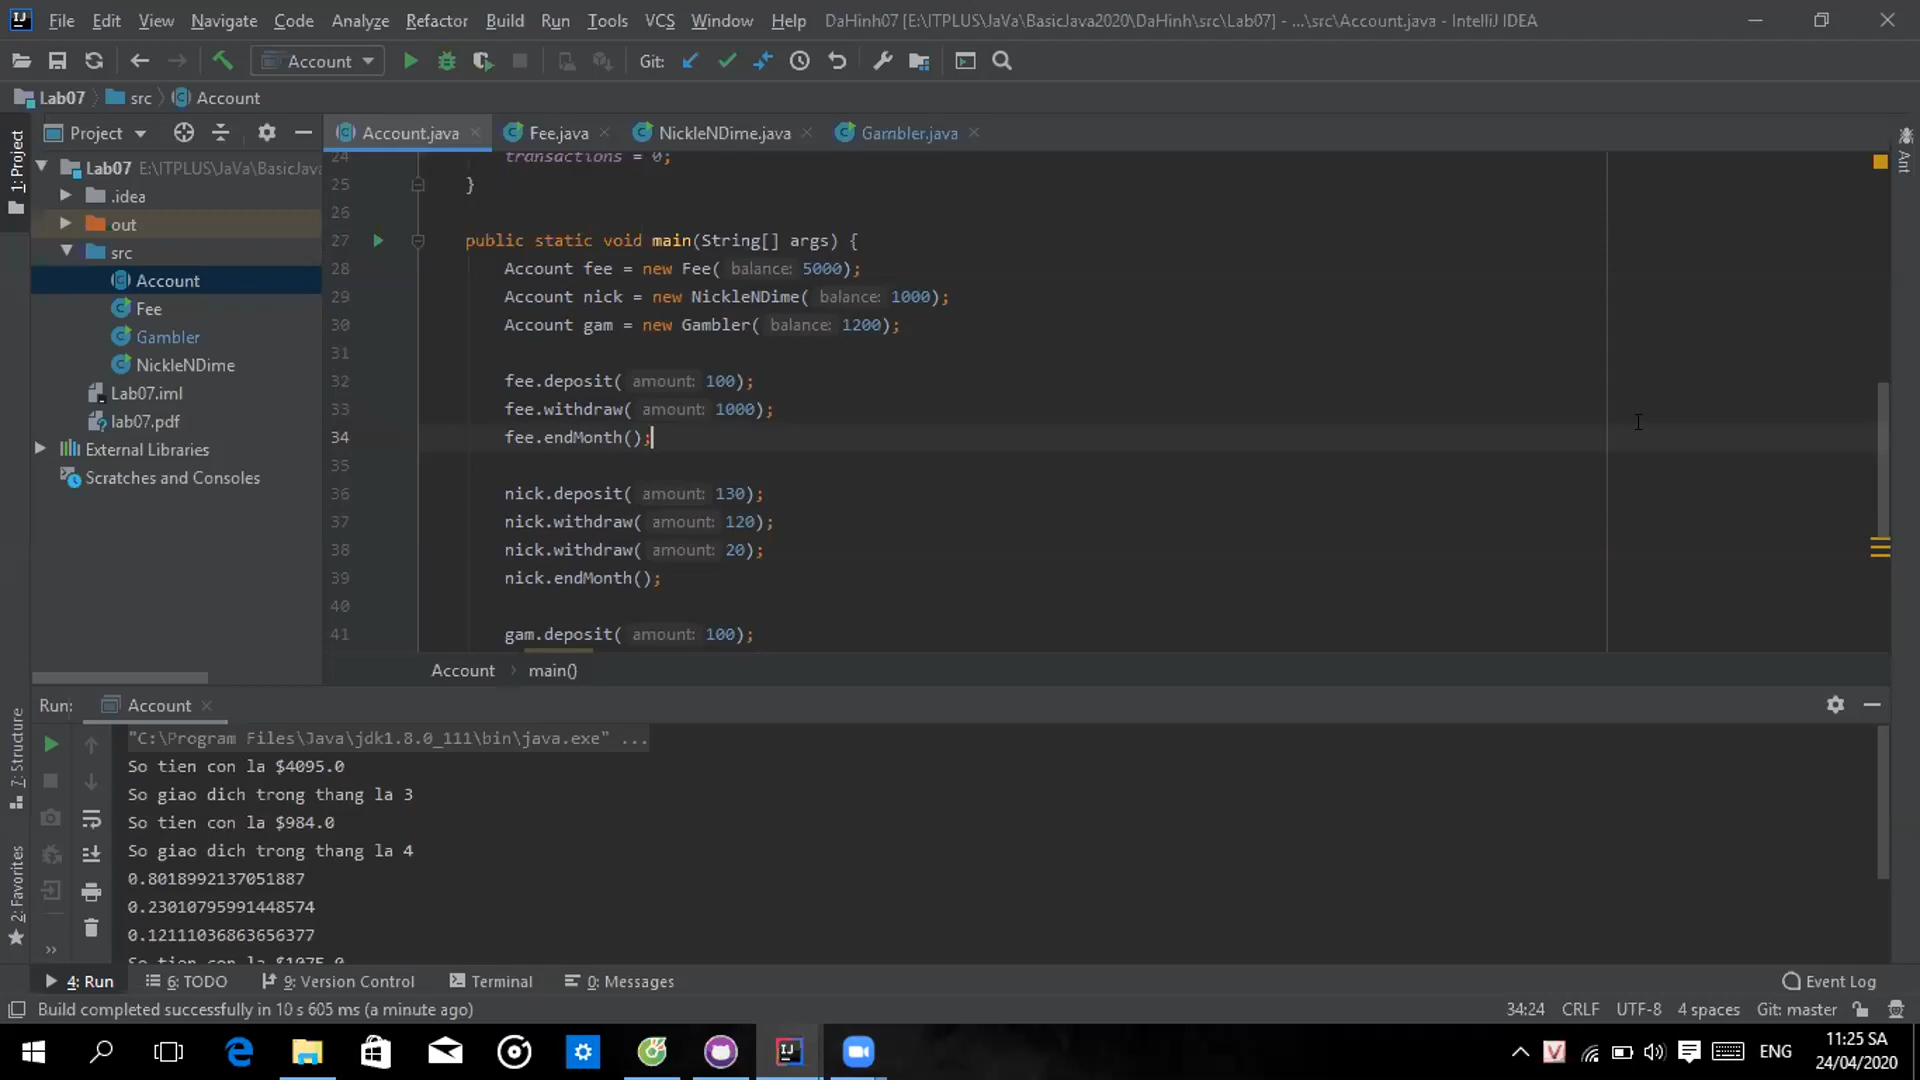 File Edit View Navigate Code Analyze Refactor Build Run Tools VCS Window Help DaHinh07 [E:\ITPLUS\JaVa\BasicJava2020\DaHinh\src\Lab07] - ...\src\Account.java - IntelliJ IDEA
Account Git:
Lab07 src Account
Project Account.java Fee.java NickleNDime.java Gambler.java
1: Project
Ant
Lab07 E:\ITPLUS\JaVa\BasicJava
.idea
out
src
Account
Fee
Gambler
NickleNDime
Lab07.iml
lab07.pdf
External Libraries
Scratches and Consoles
24 transactions = 0;
25 }
26
27 public static void main(String[] args) {
28 Account fee = new Fee( balance: 5000);
29 Account nick = new NickleNDime( balance: 1000);
30 Account gam = new Gambler( balance: 1200);
31
32 fee.deposit( amount: 100);
33 fee.withdraw( amount: 1000);
34 fee.endMonth();
35
36 nick.deposit( amount: 130);
37 nick.withdraw( amount: 120);
38 nick.withdraw( amount: 20);
39 nick.endMonth();
40
41 gam.deposit( amount: 100);
Account main()
Run: Account
7: Structure
2: Favorites
"C:\Program Files\Java\jdk1.8.0_111\bin\java.exe" ...
So tien con la $4095.0
So giao dich trong thang la 3
So tien con la $984.0
So giao dich trong thang la 4
0.8018992137051887
0.23010795991448574
0.12111036863656377
So tien con la $1075.0
4: Run 6: TODO 9: Version Control Terminal 0: Messages Event Log
Build completed successfully in 10 s 605 ms (a minute ago) 34:24 CRLF UTF-8 4 spaces Git: master
ENG 11:25 SA
24/04/2020